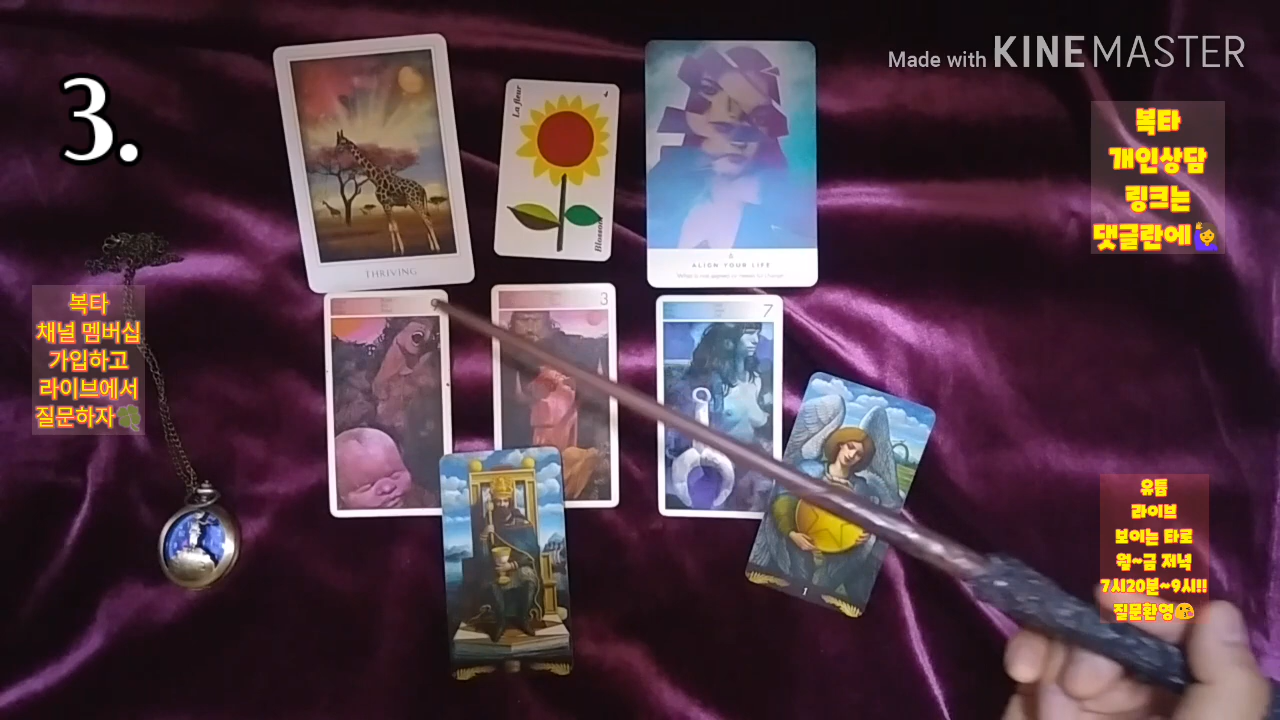 Made with KINEMASTER
3.
복타
개인상담
링크는
댓글란에🙋‍♀️
La fleur
Blossom
THRIVING
8
ALIGN YOUR LIFE
3
7
복타
채널 멤버십
가입하고
라이브에서
질문하자🍀
유튭
라이브
보이는 타로
월~금 저녁
7시20분~9시!!
질문환영😘
1